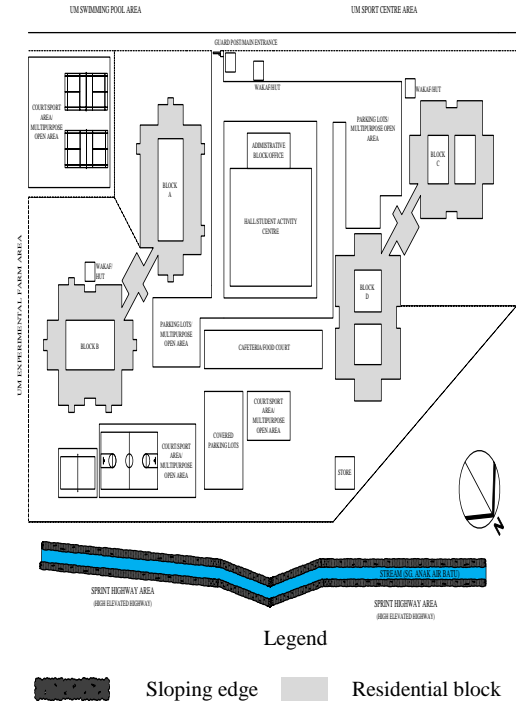 UM SWIMMING POOL AREA
UM SPORT CENTRE AREA
GUARD POST/MAIN ENTRANCE
WAKAF/HUT
WAKAF/HUT
COURT/SPORT
AREA/
MULTIPURPOSE
OPEN AREA
PARKING LOTS/
MULTIPURPOSE OPEN
AREA
ADIMISTRATIVE
BLOCK/OFFICE
BLOCK
A
BLOCK
C
HALL/STUDENT ACTIVITY
CENTRE
UM EXPERIMENTAL FARM AREA
WAKAF/
HUT
BLOCK
D
BLOCK B
PARKING LOTS/
MULTIPURPOSE
OPEN AREA
CAFETERIA/FOOD COURT
COURT/SPORT
AREA/
MULTIPURPOSE
OPEN AREA
COURT/SPORT
AREA/
MULTIPURPOSE
OPEN AREA
COVERED
PARKING LOTS
STORE
N
STREAM (SG. ANAK AIR BATU)
SPRINT HIGHWAY AREA
(HIGH ELEVATED HIGHWAY)
SPRINT HIGHWAY AREA
(HIGH ELEVATED HIGHWAY)
Legend
Sloping edge
Residential block